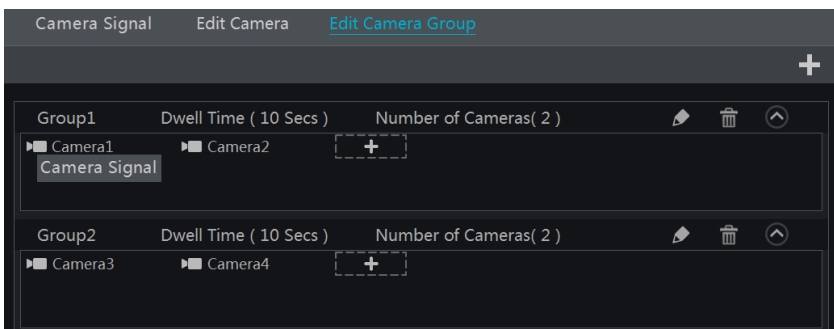 Camera Signal Edit Camera Edit Camera Group
Group1 Dwell Time ( 10 Secs ) Number of Cameras( 2 )
Camera1 Camera2
Camera Signal
Group2 Dwell Time ( 10 Secs ) Number of Cameras( 2 )
Camera3 Camera4